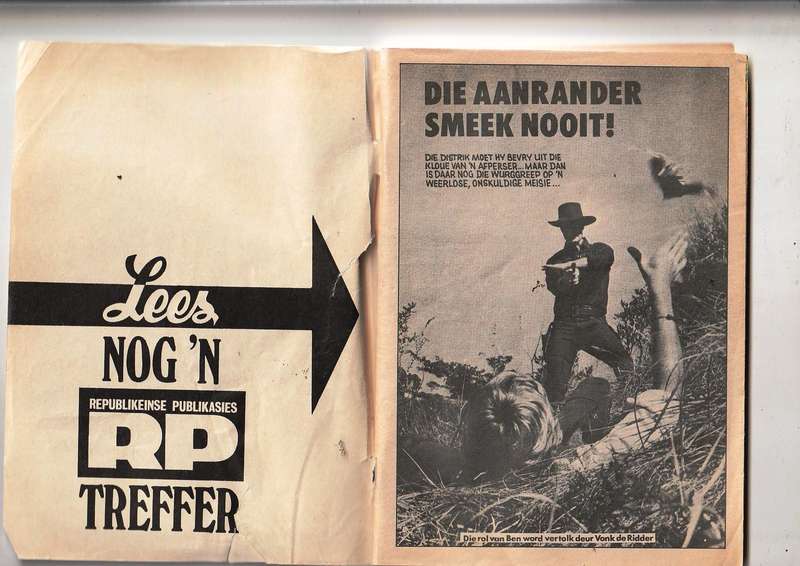 Lees
NOG 'N
REPUBLIKEINSE PUBLIKASIES
RP
TREFFER
DIE AANRANDER
SMEEK NOOIT!
DIE DISTRIK MOET HY BEVRY UIT DIE
KLOUE VAN 'N AFPERSER... MAAR DAN
IS DAAR NOG DIE WURGGREEP OP 'N
WEERLOSE, ONSKULDIGE MEISIE...
Die rol van Ben word vertolk deur Vonk de Ridder